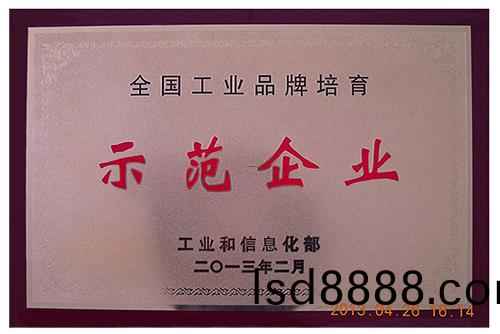 全国工业品牌培育
示范企业
工业和信息化部
二〇一三年二月
lsd8888.com
2013.04.26 16:14